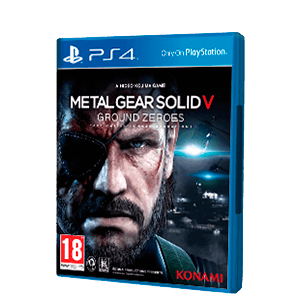 PS4
Only On PlayStation.
A HIDEO KOJIMA GAME
METAL GEAR SOLID V
GROUND ZEROES
18
KONAMI